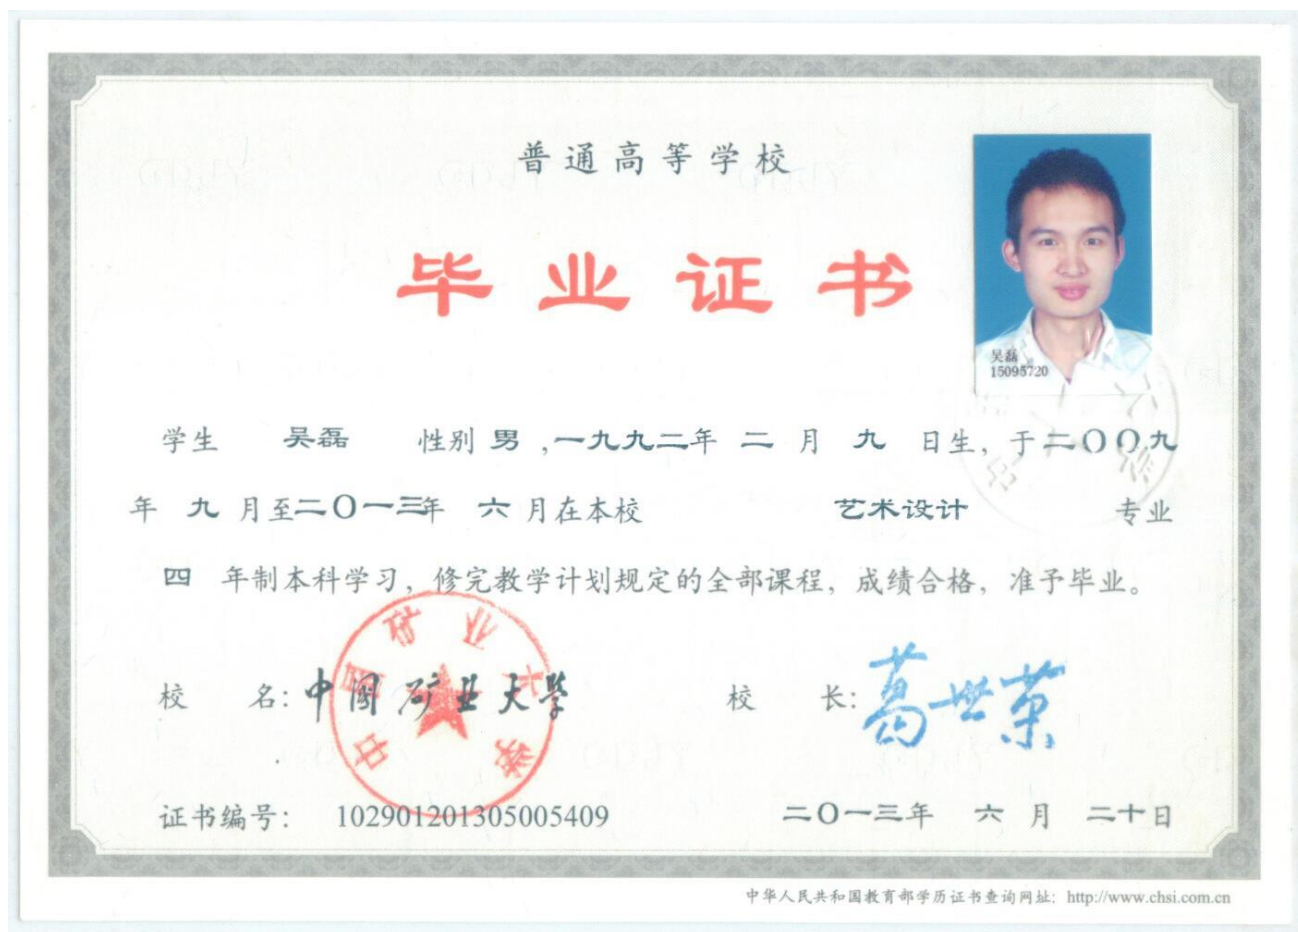 普通高等学校
毕业证书
吴磊
15095720
学生 吴磊 性别 男 ,一九九二年 二 月 九 日生，于二〇〇九
年 九 月至二〇一三年 六 月在本校 艺术设计 专业
四 年制本科学习，修完教学计划规定的全部课程，成绩合格，准予毕业。
校 名：中国矿业大学
中国矿业大学
校 长：葛世荣
证书编号： 102901201305005409
二〇一三年 六 月 二十日
中华人民共和国教育部学历证书查询网址：http://www.chsi.com.cn